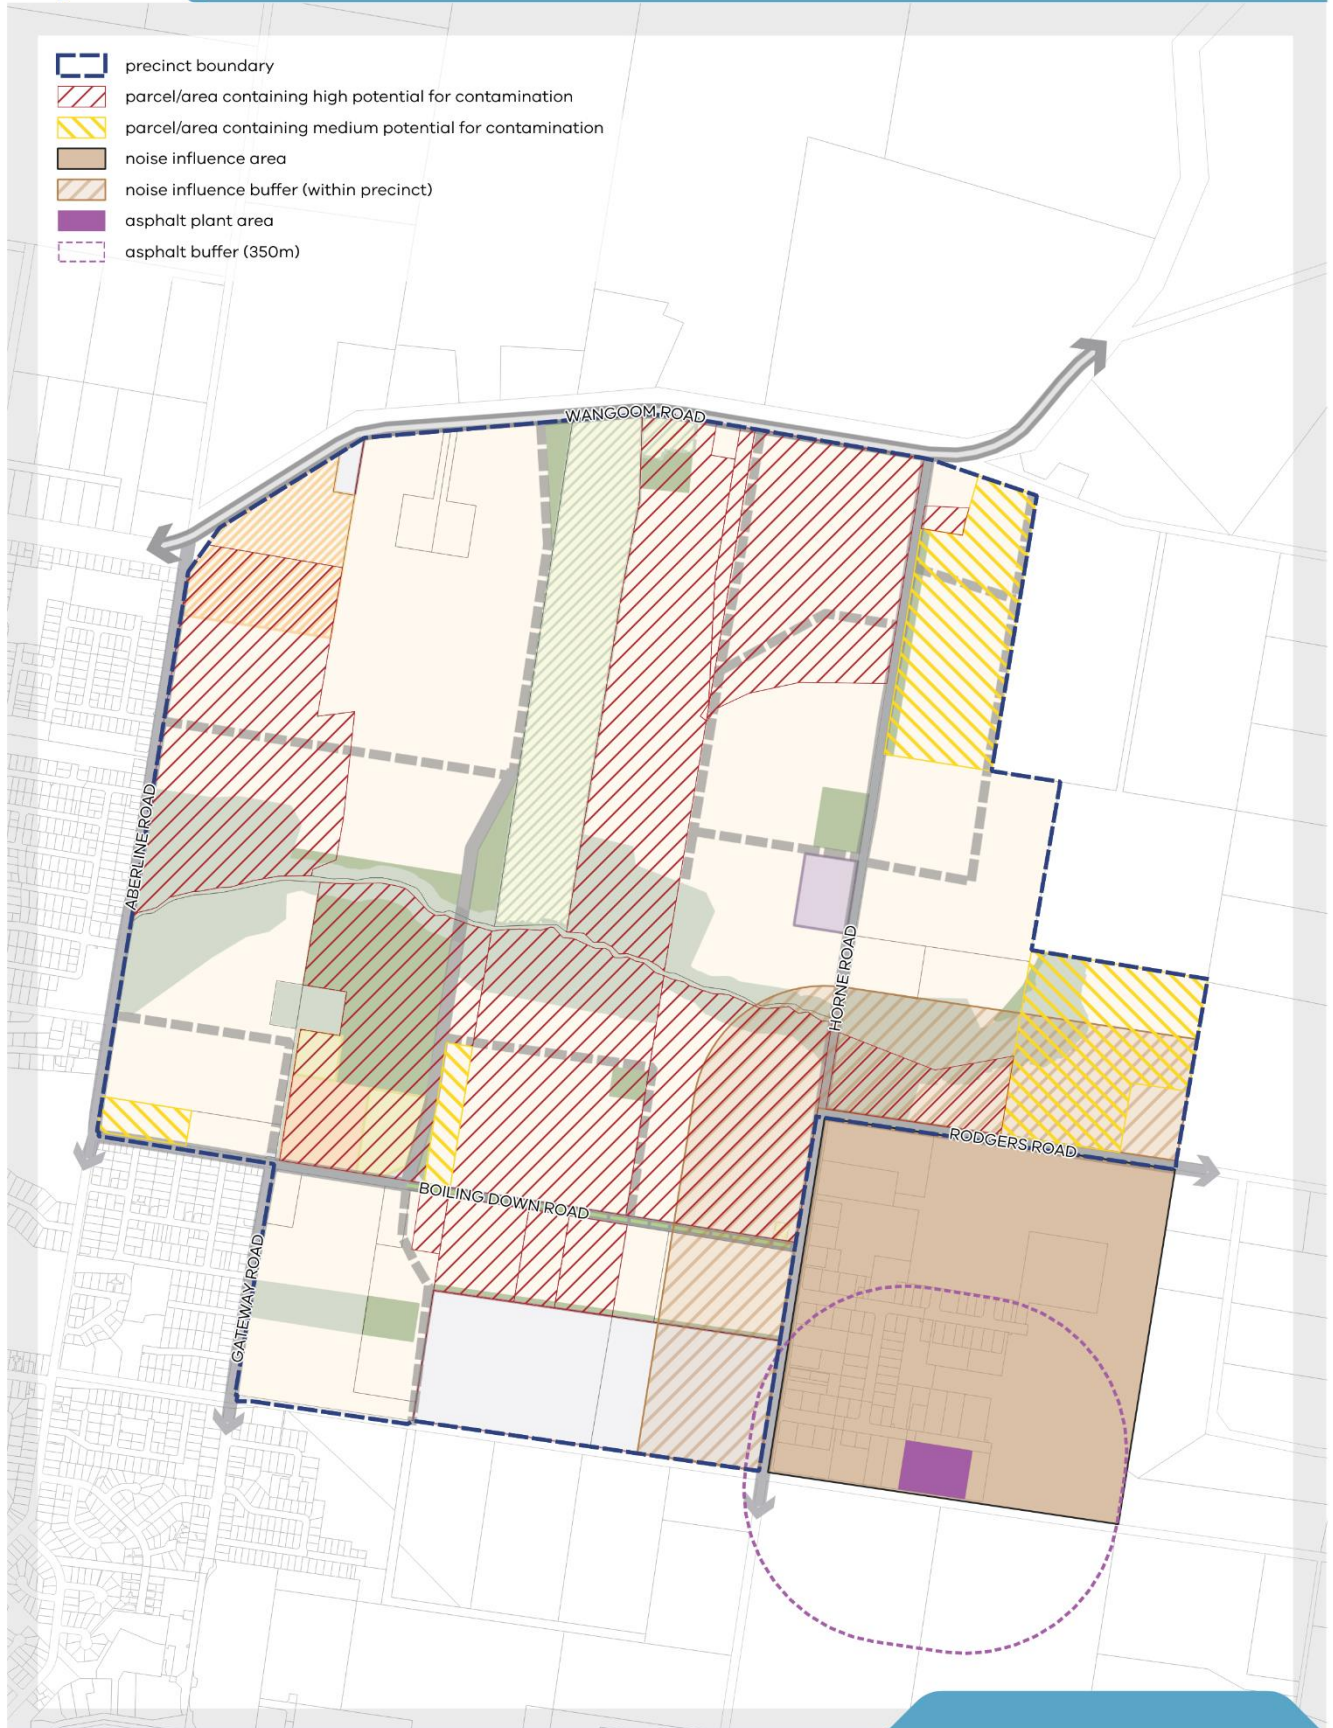 precinct boundary
parcel/area containing high potential for contamination
parcel/area containing medium potential for contamination
noise influence area
noise influence buffer (within precinct)
asphalt plant area
asphalt buffer (350m)
WANGOOM ROAD
ABERLINE ROAD
HORNE ROAD
RODGERS ROAD
BOILING DOWN ROAD
GATEWAY ROAD